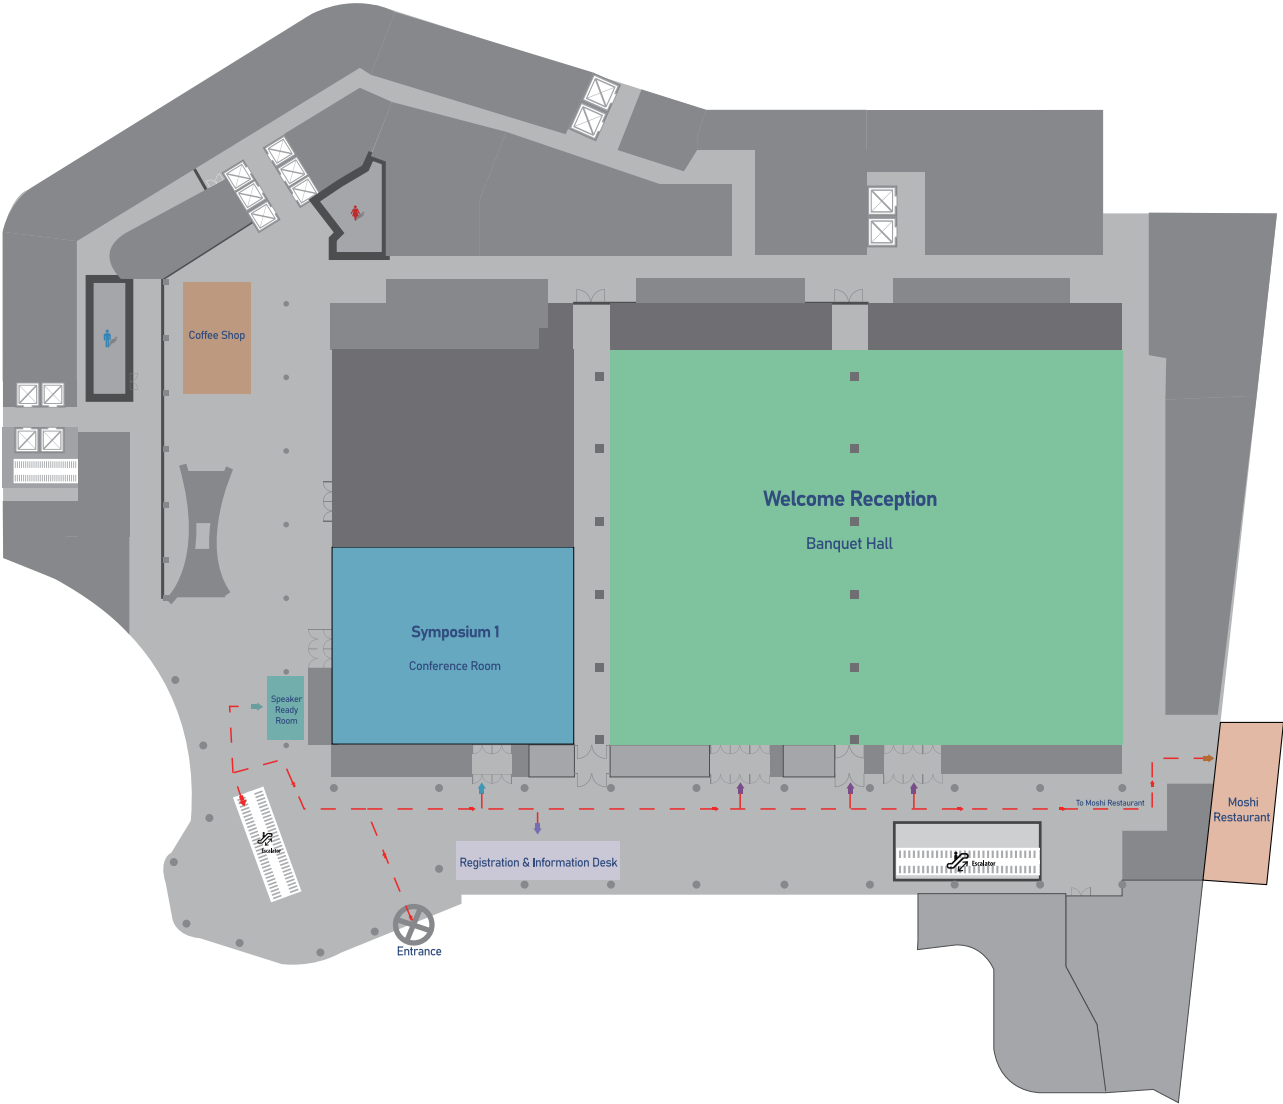 Coffee Shop
Welcome Reception
Banquet Hall
Symposium 1
Conference Room
Speaker
Ready
Room
To Moshi Restaurant
Moshi
Restaurant
Escalator
Registration & Information Desk
Escalator
Entrance